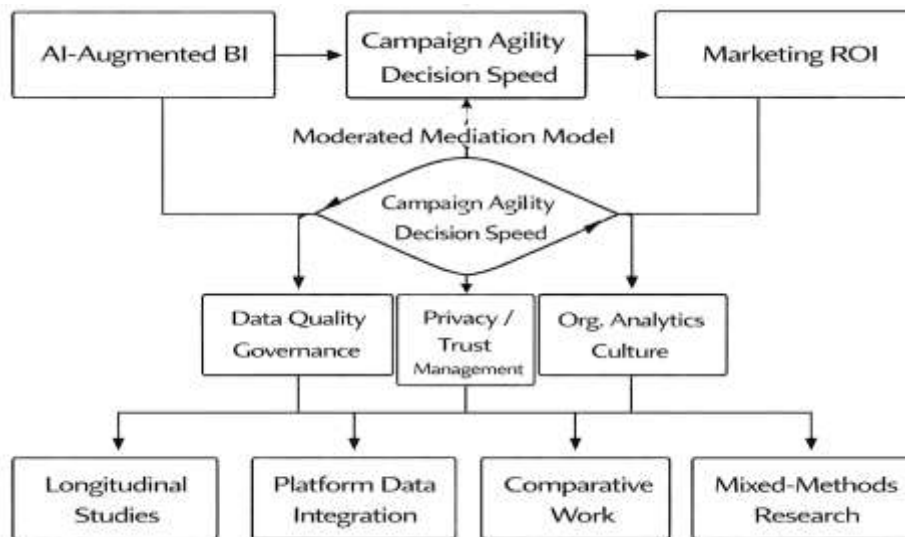 AI-Augmented BI
Campaign Agility
Decision Speed
Marketing ROI
Moderated Mediation Model
Campaign Agility
Decision Speed
Data Quality
Governance
Privacy /
Trust
Management
Org. Analytics
Culture
Longitudinal
Studies
Platform Data
Integration
Comparative
Work
Mixed-Methods
Research